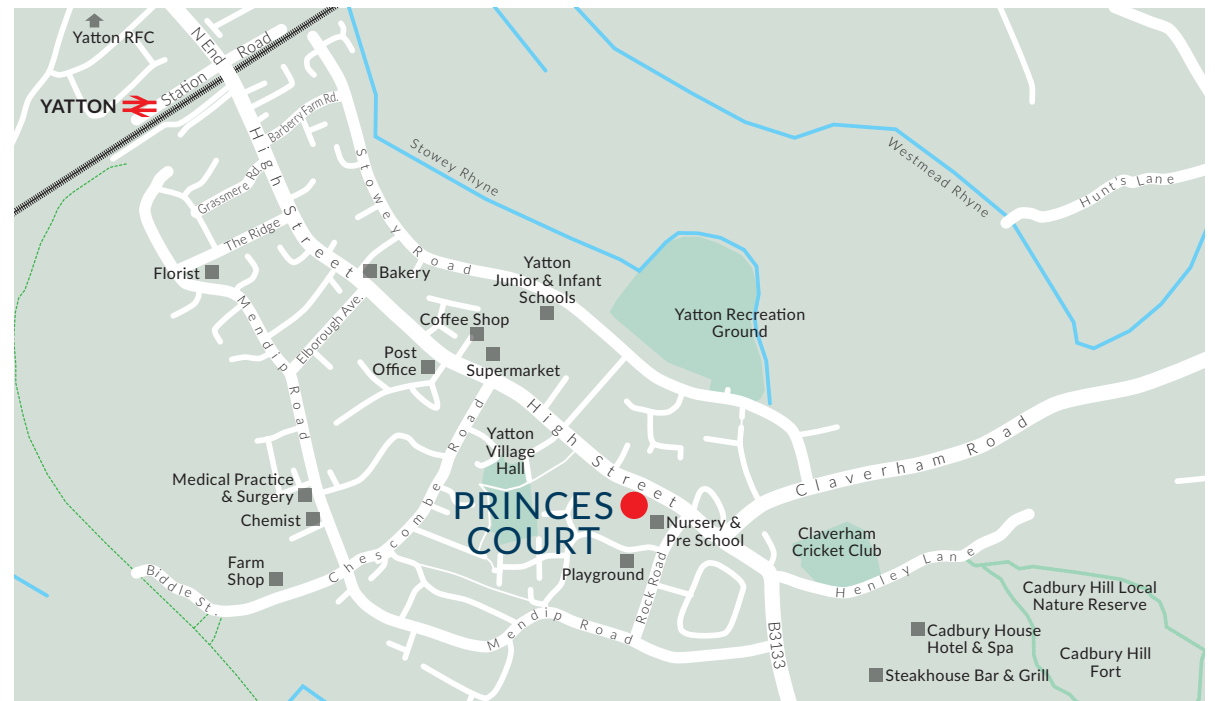 Yatton RFC
N End
Station Road
YATTON
Barberry Farm Rd.
High Street
Stowey Road
Stowey Rhyne
Westmead Rhyne
Hunt's Lane
Grassmere Rd.
The Ridge
Florist
Bakery
Yatton
Junior & Infant
Schools
Mendip Road
Elborough Ave.
Coffee Shop
Yatton Recreation
Ground
Post
Office
Supermarket
High Street
Yatton
Village
Hall
Chescombe Road
Claverham Road
Medical Practice
& Surgery
Chemist
PRINCES
COURT
Nursery &
Pre School
Claverham
Cricket Club
Farm
Shop
Biddle St.
Playground
Rock Road
Henley Lane
Mendip Road
B3133
Cadbury Hill Local
Nature Reserve
Cadbury House
Hotel & Spa
Cadbury Hill
Fort
Steakhouse Bar & Grill